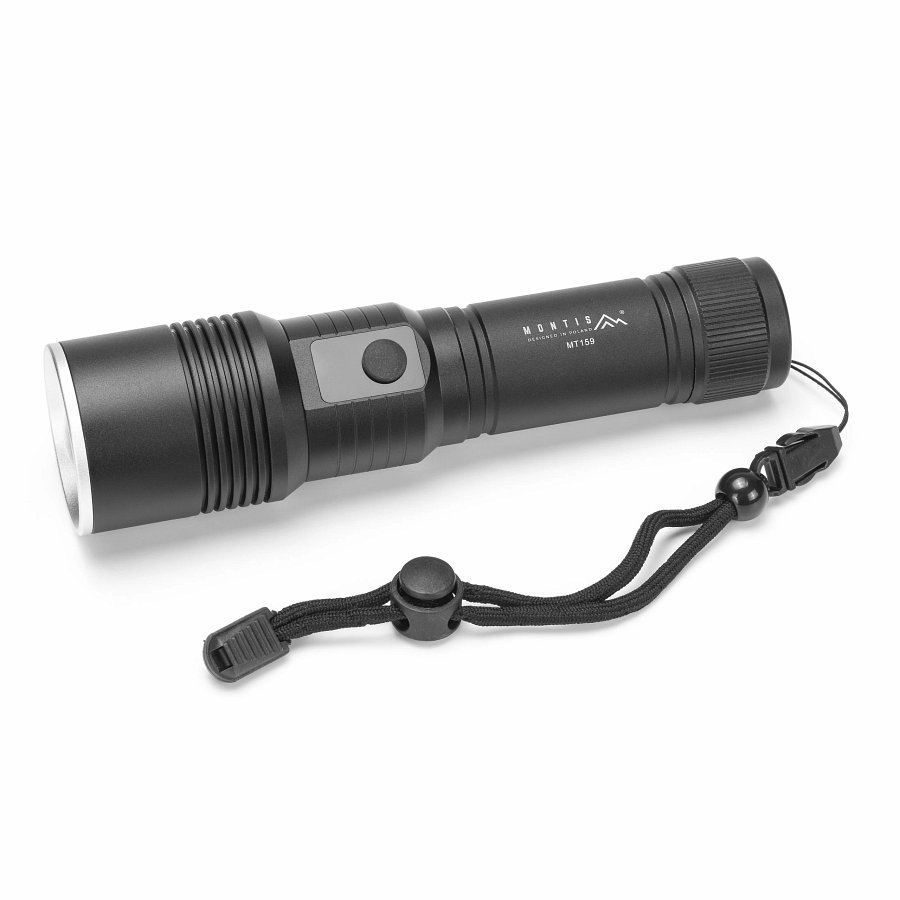 MONTIS ®
DESIGNED IN POLAND
MT159